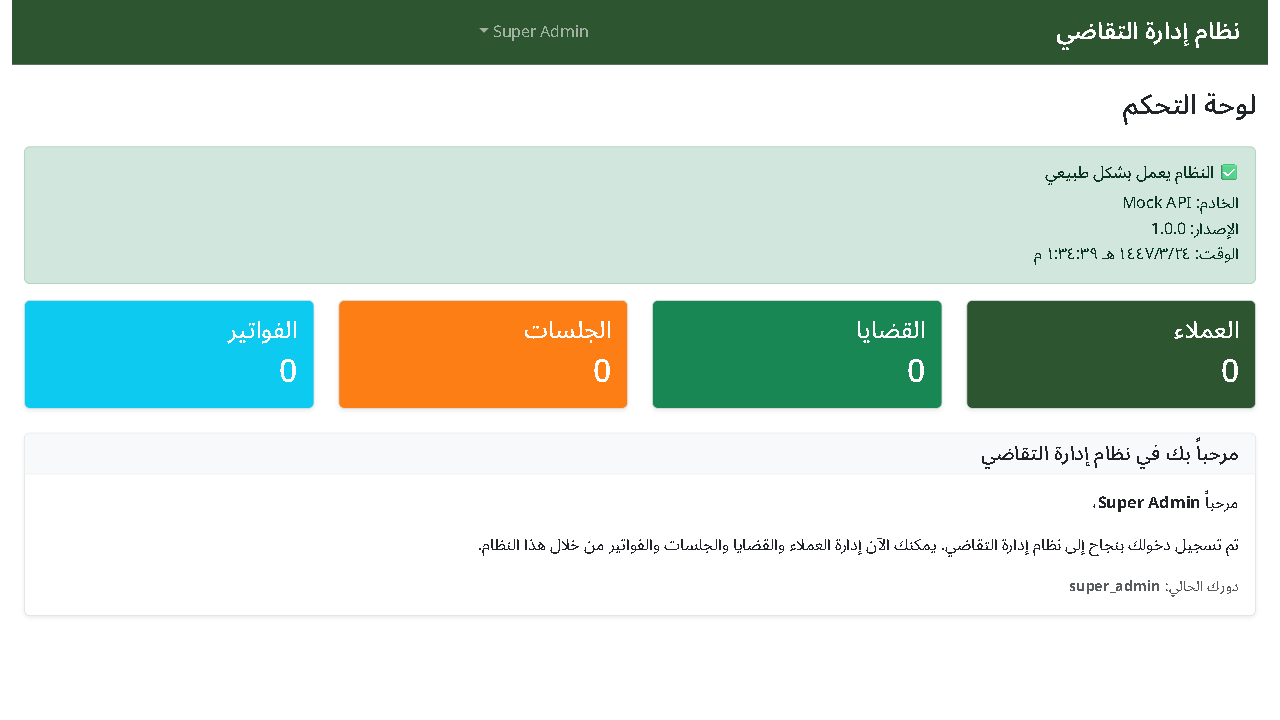 نظام إدارة التقاضي
Super Admin
لوحة التحكم
✅ النظام يعمل بشكل طبيعي
الخادم: Mock API
الإصدار: 1.0.0
الوقت: ١٤٤٧/٣/٢٤ هـ ١:٣٤:٣٩ م
العملاء
0
القضايا
0
الجلسات
0
الفواتير
0
مرحباً بك في نظام إدارة التقاضي
مرحباً Super Admin،
تم تسجيل دخولك بنجاح إلى نظام إدارة التقاضي. يمكنك الآن إدارة العملاء والقضايا والجلسات والفواتير من خلال هذا النظام.
دورك الحالي: super_admin